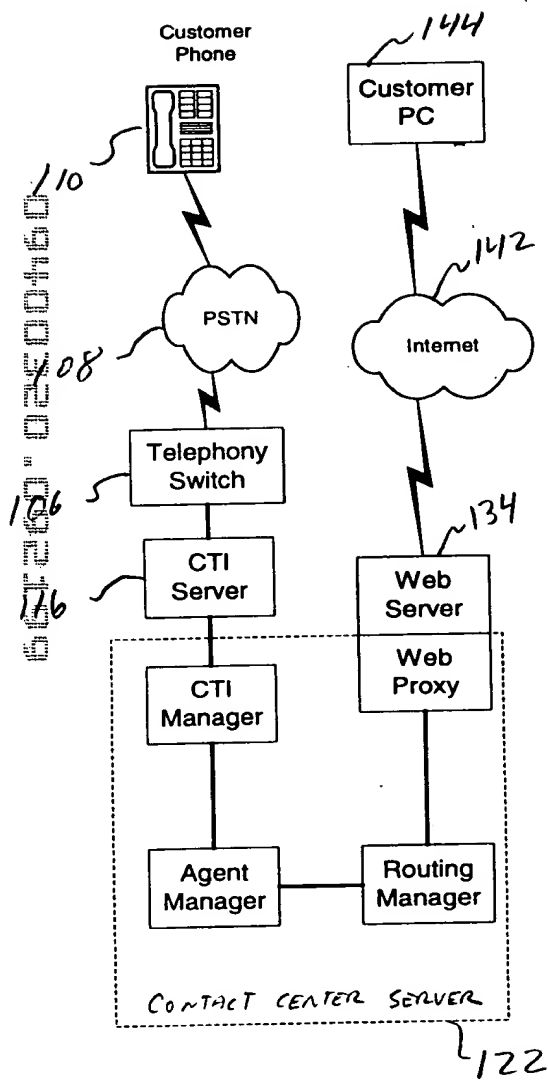 Customer
Phone
144
Customer
PC
110
142
PSTN
Internet
108
Telephony
Switch
106
134
CTI
Server
116
Web
Server
CTI
Manager
Web
Proxy
Agent
Manager
Routing
Manager
CONTACT CENTER SERVER
122